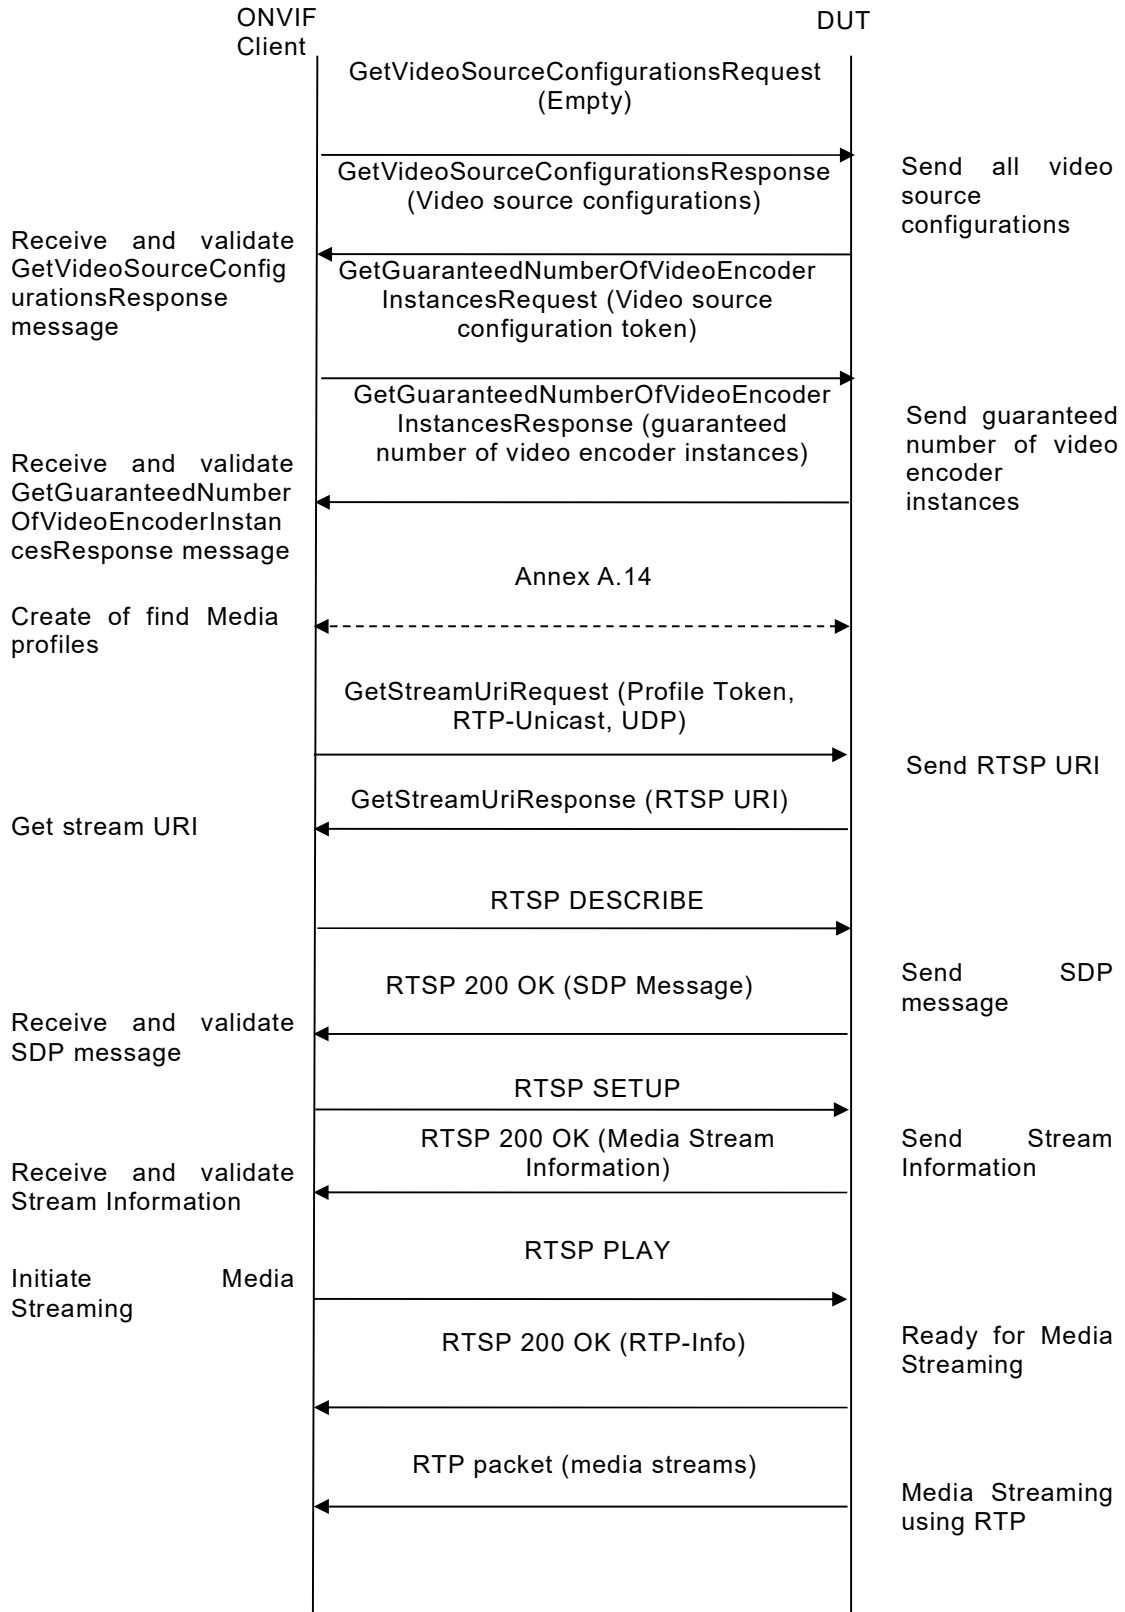 ONVIF
Client
DUT
GetVideoSourceConfigurationsRequest
(Empty)
GetVideoSourceConfigurationsResponse
(Video source configurations)
Send all video
source
configurations
Receive and validate
GetVideoSourceConfig
urationsResponse
message
GetGuaranteedNumberOfVideoEncoder
InstancesRequest (Video source
configuration token)
GetGuaranteedNumberOfVideoEncoder
InstancesResponse (guaranteed
number of video encoder instances)
Send guaranteed
number of video
encoder
instances
Receive and validate
GetGuaranteedNumber
OfVideoEncoderInstan
cesResponse message
Annex A.14
Create of find Media
profiles
GetStreamUriRequest (Profile Token,
RTP-Unicast, UDP)
Send RTSP URI
GetStreamUriResponse (RTSP URI)
Get stream URI
RTSP DESCRIBE
RTSP 200 OK (SDP Message)
Send SDP
message
Receive and validate
SDP message
RTSP SETUP
RTSP 200 OK (Media Stream
Information)
Send Stream
Information
Receive and validate
Stream Information
RTSP PLAY
Initiate Media
Streaming
RTSP 200 OK (RTP-Info)
Ready for Media
Streaming
RTP packet (media streams)
Media Streaming
using RTP